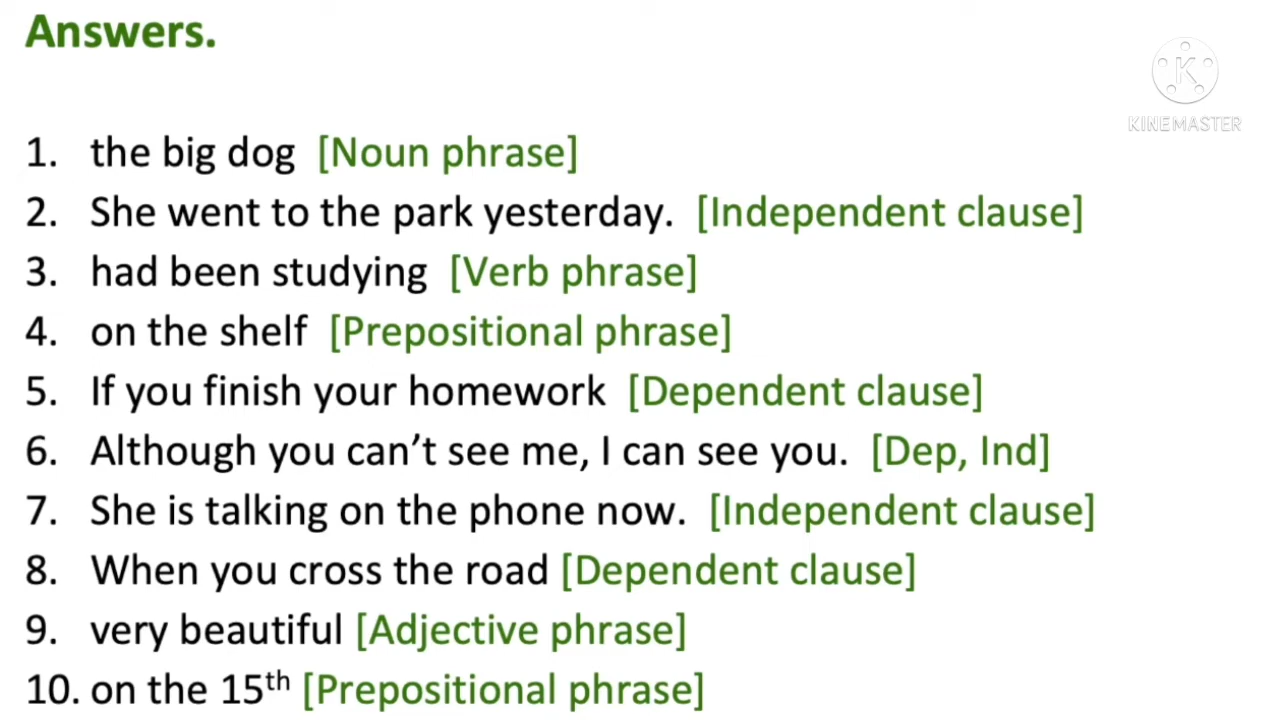 Answers.
KINEMASTER
1. the big dog [Noun phrase]
2. She went to the park yesterday. [Independent clause]
3. had been studying [Verb phrase]
4. on the shelf [Prepositional phrase]
5. If you finish your homework [Dependent clause]
6. Although you can’t see me, I can see you. [Dep, Ind]
7. She is talking on the phone now. [Independent clause]
8. When you cross the road [Dependent clause]
9. very beautiful [Adjective phrase]
10. on the 15th [Prepositional phrase]